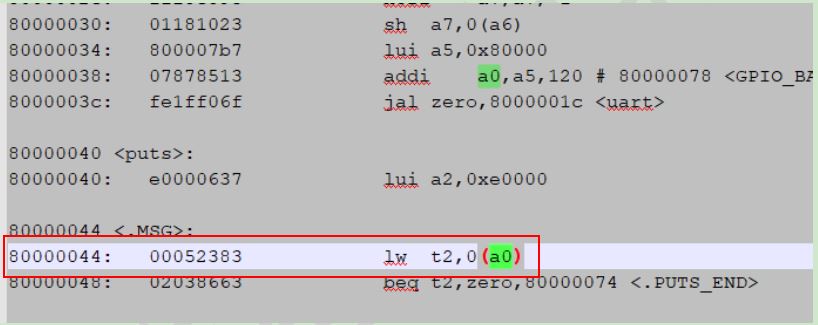 80000030: 01181023 sh a7,0(a6)
80000034: 800007b7 lui a5,0x80000
80000038: 07878513 addi a0,a5,120 # 80000078 <GPIO_BA
8000003c: fe1ff06f jal zero,8000001c <uart>
80000040 <puts>:
80000040: e0000637 lui a2,0xe0000
80000044 <.MSG>:
80000044: 00052383 lw t2,0(a0)
80000048: 02038663 beq t2,zero,80000074 <.PUTS_END>